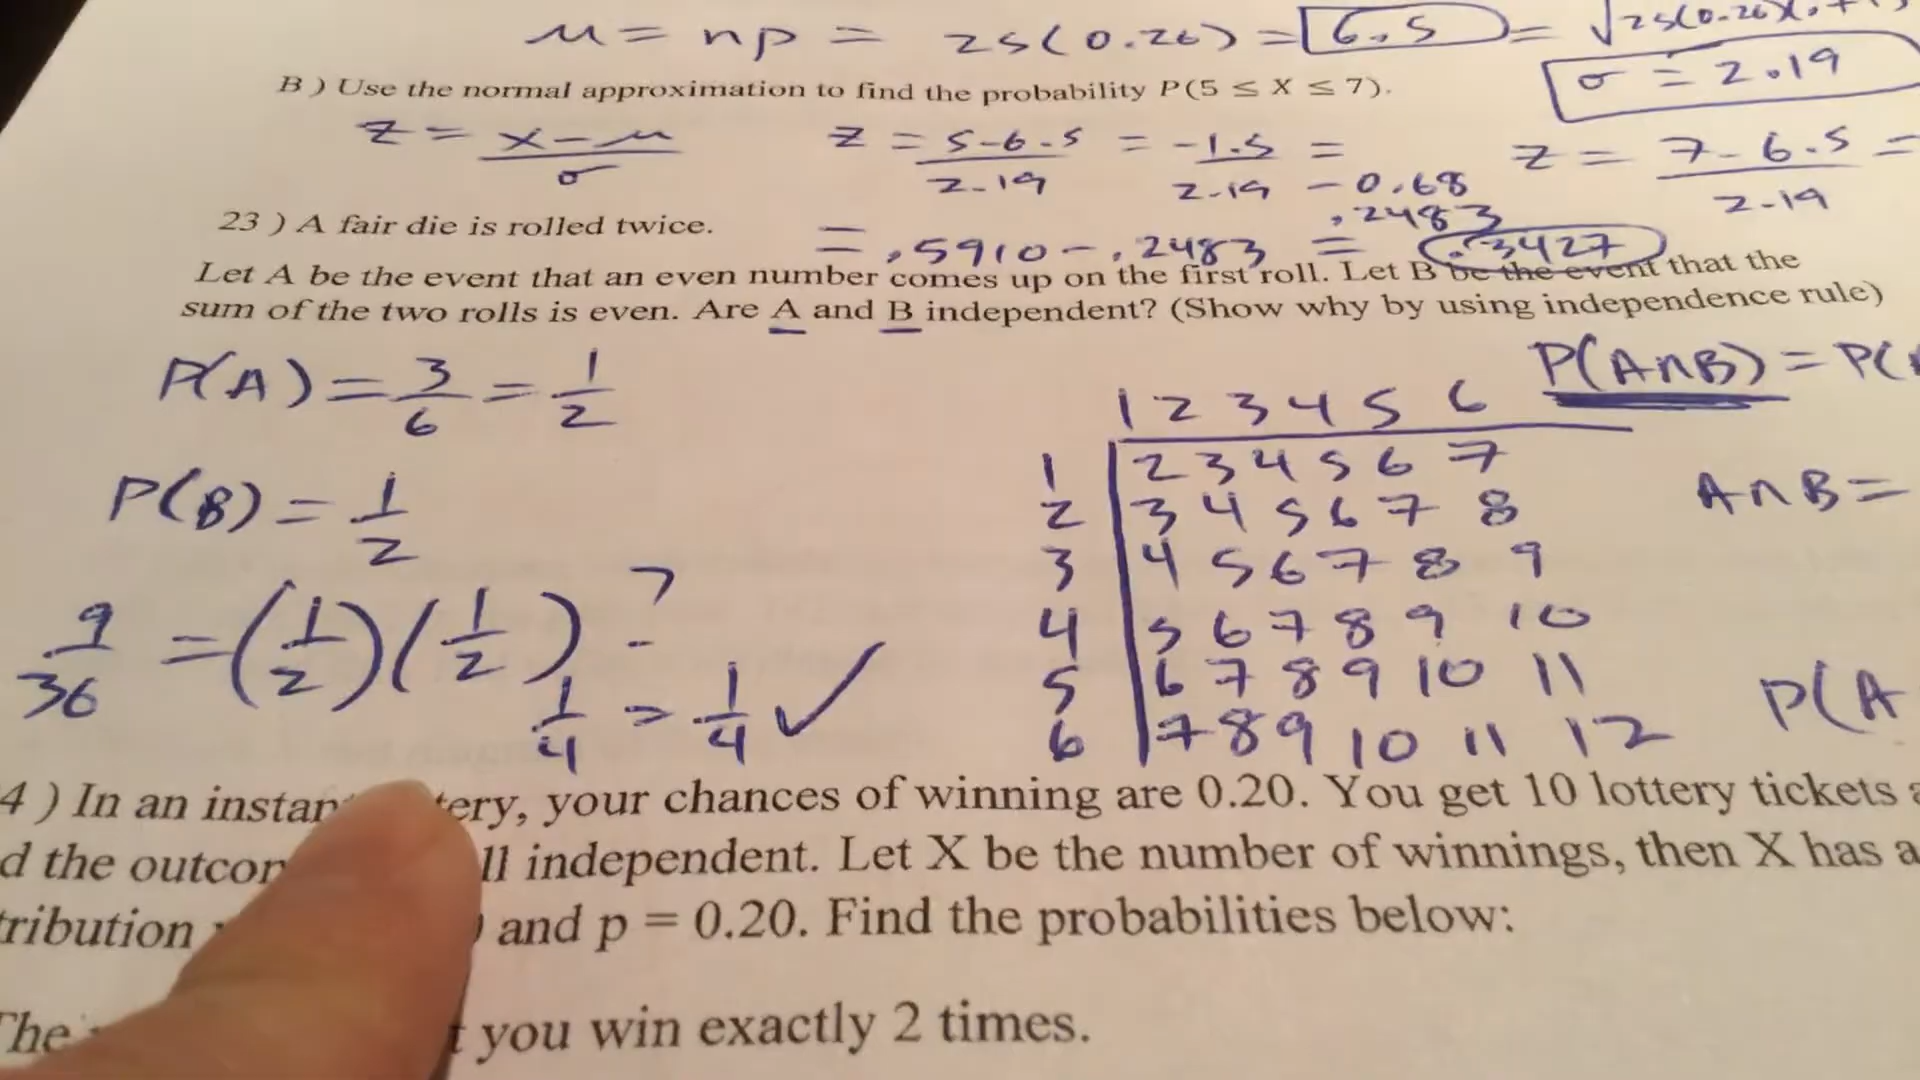 μ = np = 25(0.26) = 6.5 = √25(0.26)(
σ = 2.19
B ) Use the normal approximation to find the probability P(5 ≤ X ≤ 7).
z = x-μ / σ
z = 5-6.5 / 2.19 = -1.5 / 2.19 = -0.68
.2483
z = 7-6.5 / 2.19 =
23 ) A fair die is rolled twice.
= .5910 - .2483 = .3427
Let A be the event that an even number comes up on the first roll. Let B be the event that the
sum of the two rolls is even. Are A and B independent? (Show why by using independence rule)
P(A) = 3/6 = 1/2
P(A∩B) = P(
P(B) = 1/2
A∩B =
9/36 = (1/2)(1/2) ?
1/4 = 1/4 ✓
1 2 3 4 5 6
1 2 3 4 5 6 7
2 3 4 5 6 7 8
3 4 5 6 7 8 9
4 5 6 7 8 9 10
5 6 7 8 9 10 11
6 7 8 9 10 11 12
P(A
4 ) In an instan tery, your chances of winning are 0.20. You get 10 lottery tickets a
d the outcom ll independent. Let X be the number of winnings, then X has a
tribution ) and p = 0.20. Find the probabilities below:
The t you win exactly 2 times.